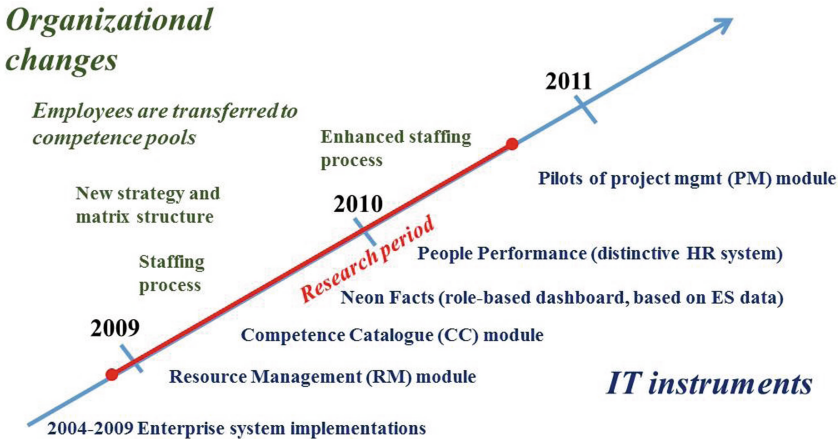 Organizational
changes
2011
Employees are transferred to
competence pools
Enhanced staffing
process
Pilots of project mgmt (PM) module
New strategy and
matrix structure
2010
Research period
People Performance (distinctive HR system)
Staffing
process
Neon Facts (role-based dashboard, based on ES data)
2009
Competence Catalogue (CC) module
Resource Management (RM) module
IT instruments
2004-2009 Enterprise system implementations